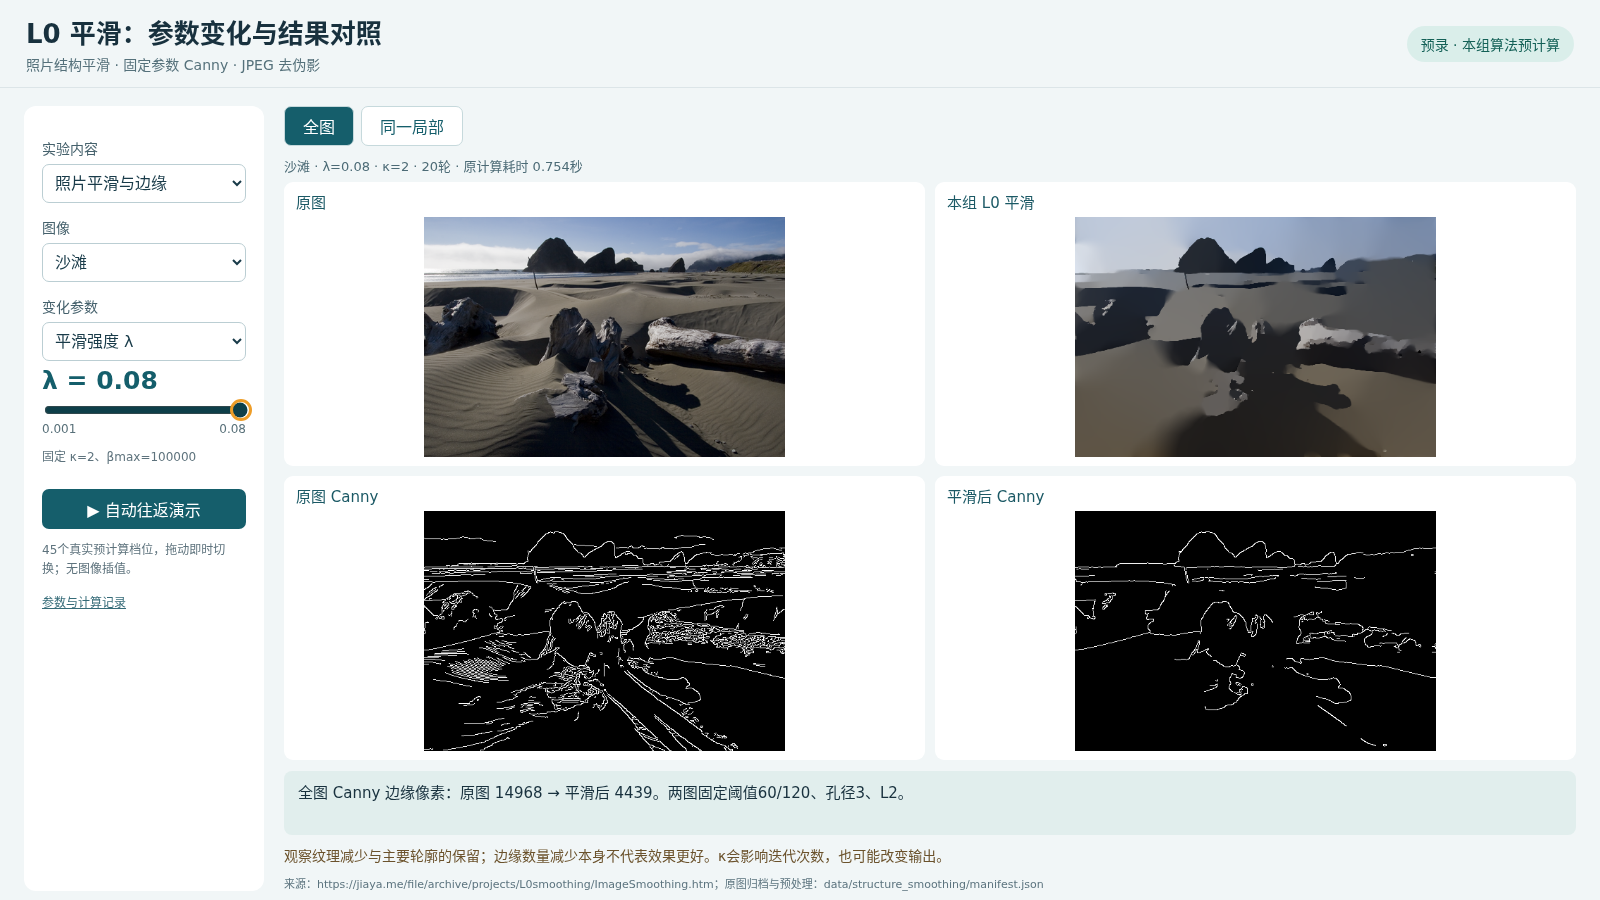 L0 平滑：参数变化与结果对照
照片结构平滑 · 固定参数 Canny · JPEG 去伪影
预录 · 本组算法预计算
实验内容
照片平滑与边缘
图像
沙滩
变化参数
平滑强度 λ
λ = 0.08
0.001
0.08
固定 κ=2、βmax=100000
▶ 自动往返演示
45个真实预计算档位，拖动即时切
换；无图像插值。
参数与计算记录
全图
同一局部
沙滩 · λ=0.08 · κ=2 · 20轮 · 原计算耗时 0.754秒
原图
本组 L0 平滑
原图 Canny
平滑后 Canny
全图 Canny 边缘像素：原图 14968 → 平滑后 4439。两图固定阈值60/120、孔径3、L2。
观察纹理减少与主要轮廓的保留；边缘数量减少本身不代表效果更好。κ会影响迭代次数，也可能改变输出。
来源：https://jiaya.me/file/archive/projects/L0smoothing/ImageSmoothing.htm；原图归档与预处理：data/structure_smoothing/manifest.json